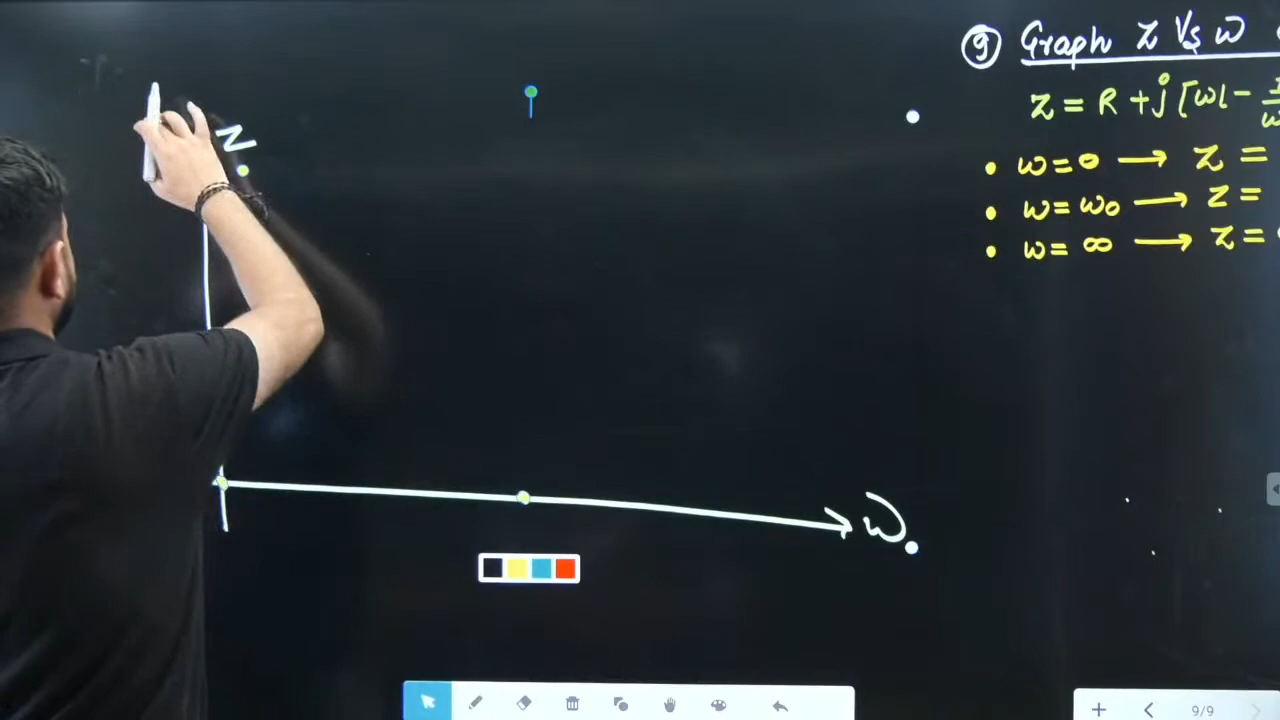 ⑨ Graph Z Vs ω
Z = R + j [ωL -
• ω = 0 → Z =
• ω = ω₀ → Z =
• ω = ∞ → Z =
Z
ω
9/9